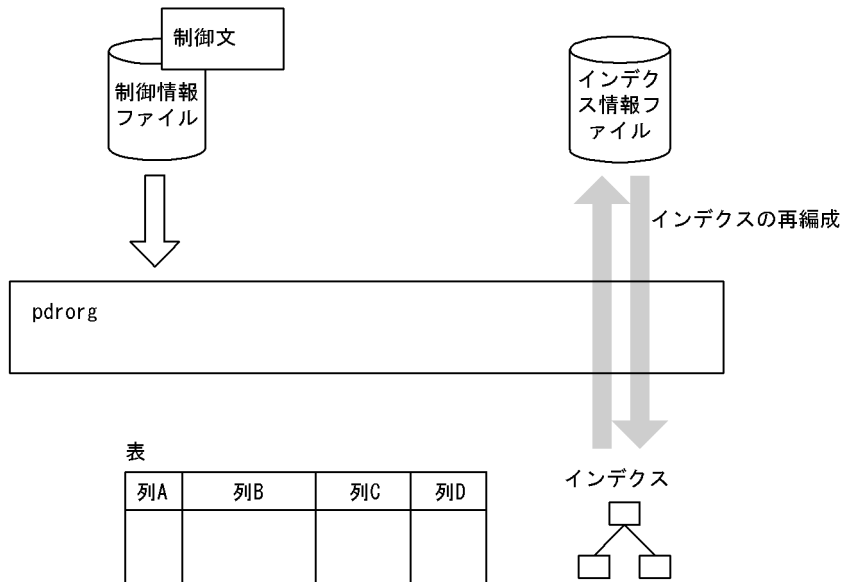 制御文
制御情報
ファイル
インデク
ス情報フ
ァイル
インデクスの再編成
pdrorg
表
列A 列B 列C 列D
インデクス